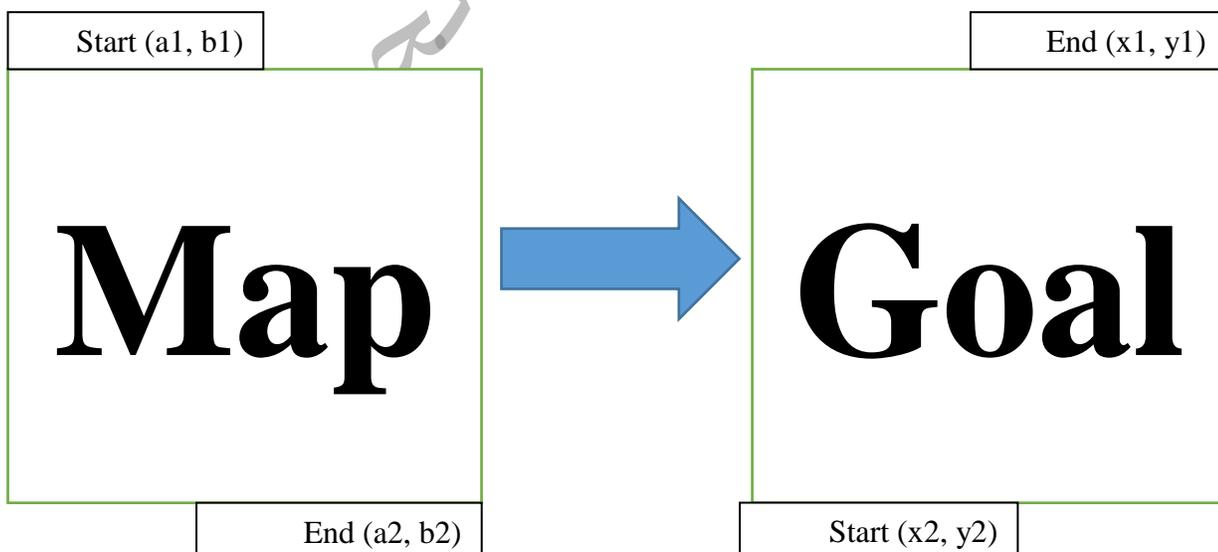 Start (a1, b1)
End (x1, y1)
Map
Goal
End (a2, b2)
Start (x2, y2)